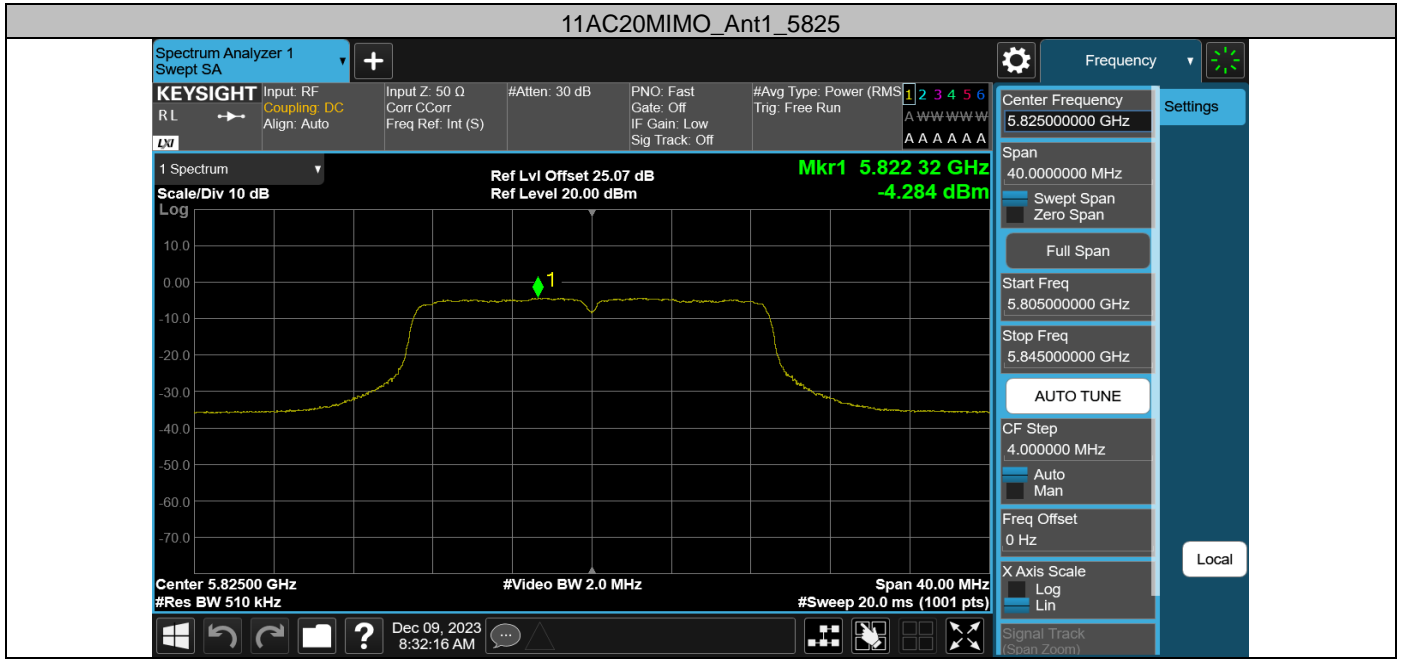 11AC20MIMO_Ant1_5825
Spectrum Analyzer 1
Swept SA
+
Frequency
KEYSIGHT
R L
LXI
Input: RF
Coupling: DC
Align: Auto
Input Z: 50 Ω
Corr CCorr
Freq Ref: Int (S)
#Atten: 30 dB
PNO: Fast
Gate: Off
IF Gain: Low
Sig Track: Off
#Avg Type: Power (RMS
Trig: Free Run
1 2 3 4 5 6
A W W W W W
A A A A A A
1 Spectrum
Scale/Div 10 dB
Log
Ref Lvl Offset 25.07 dB
Ref Level 20.00 dBm
Mkr1 5.822 32 GHz
-4.284 dBm
1
10.0
0.00
-10.0
-20.0
-30.0
-40.0
-50.0
-60.0
-70.0
Center 5.82500 GHz
#Video BW 2.0 MHz
Span 40.00 MHz
#Res BW 510 kHz
#Sweep 20.0 ms (1001 pts)
?
Dec 09, 2023
8:32:16 AM
Center Frequency
5.825000000 GHz
Settings
Span
40.0000000 MHz
Swept Span
Zero Span
Full Span
Start Freq
5.805000000 GHz
Stop Freq
5.845000000 GHz
AUTO TUNE
CF Step
4.000000 MHz
Auto
Man
Freq Offset
0 Hz
Local
X Axis Scale
Log
Lin
Signal Track
(Span Zoom)